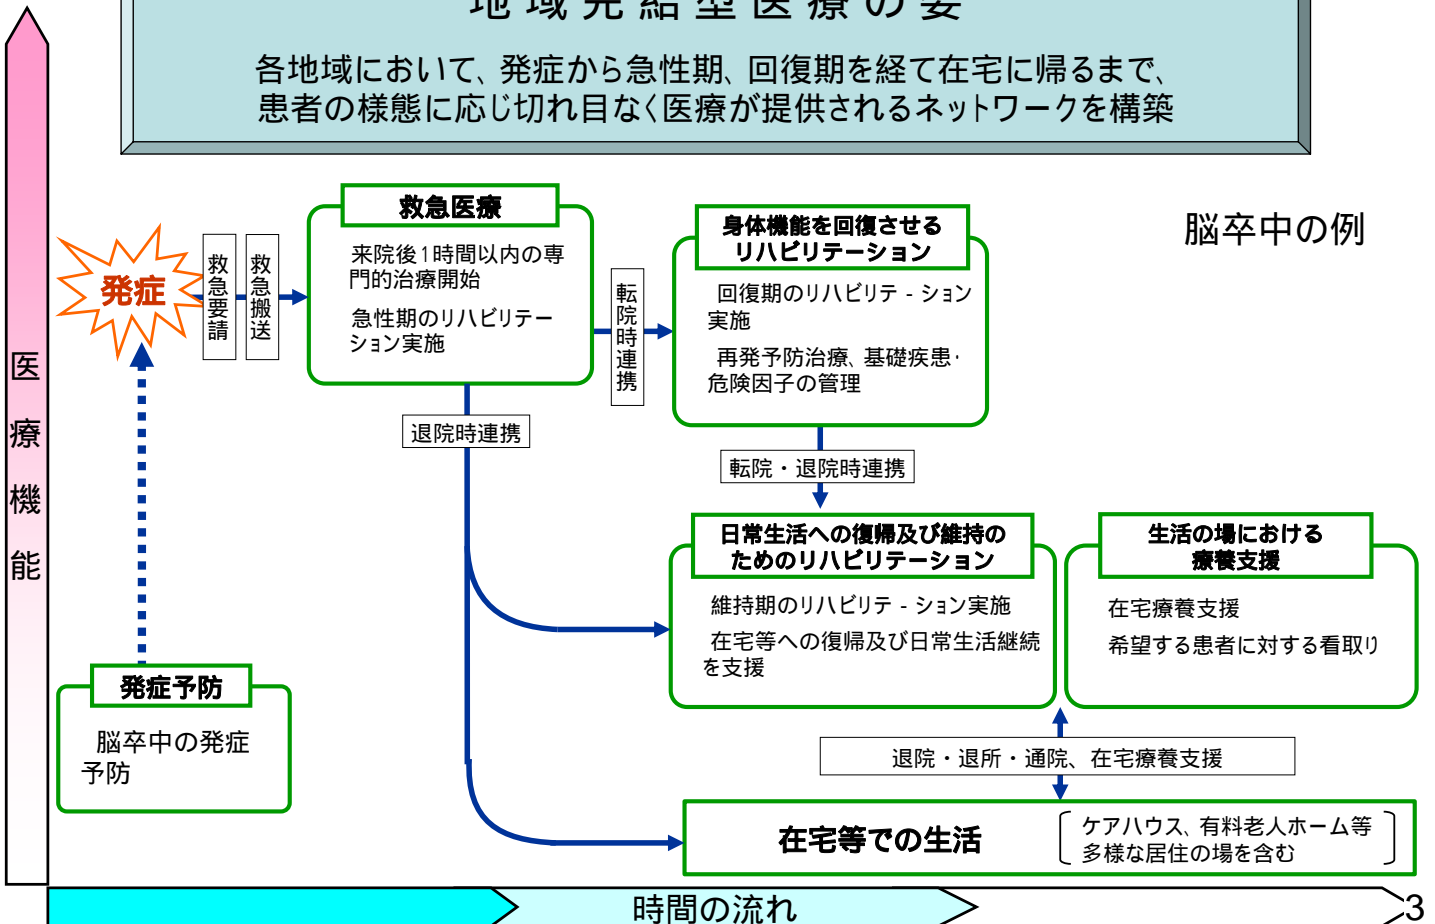 地域完結型医療の姿
各地域において、発症から急性期、回復期を経て在宅に帰るまで、
患者の様態に応じ切れ目なく医療が提供されるネットワークを構築
脳卒中の例
医療機能
発症
救急要請
救急搬送
救急医療
来院後1時間以内の専
門的治療開始
急性期のリハビリテー
ション実施
転院時連携
身体機能を回復させる
リハビリテーション
回復期のリハビリテ-ション
実施
再発予防治療、基礎疾患・
危険因子の管理
退院時連携
転院・退院時連携
日常生活への復帰及び維持の
ためのリハビリテーション
維持期のリハビリテ-ション実施
在宅等への復帰及び日常生活継続
を支援
生活の場における
療養支援
在宅療養支援
希望する患者に対する看取り
発症予防
脳卒中の発症
予防
退院・退所・通院、在宅療養支援
在宅等での生活
ケアハウス、有料老人ホーム等
多様な居住の場を含む
時間の流れ
3